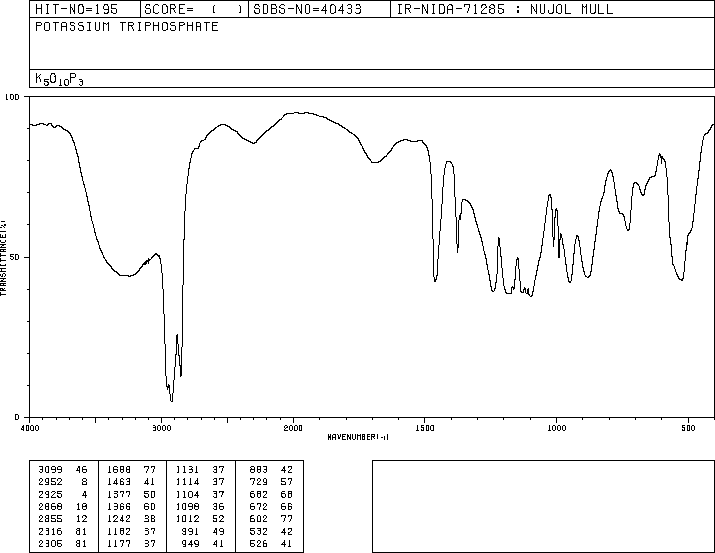 HIT-NO=195 SCORE= ( ) SDBS-NO=40433 IR-NIDA-71285 : NUJOL MULL
POTASSIUM TRIPHOSPHATE
K5O10P3
100
TRANSMITTANCE(%)
50
0
4000 3000 2000 1500 1000 500
WAVENUMBER(-1)
3099 46 1688 77 1131 37 883 42
2952 8 1463 41 1114 37 729 57
2925 4 1377 50 1104 37 682 68
2868 10 1366 60 1098 36 672 66
2855 12 1242 38 1012 52 602 77
2316 81 1182 37 991 49 532 42
2306 81 1177 37 949 41 526 41